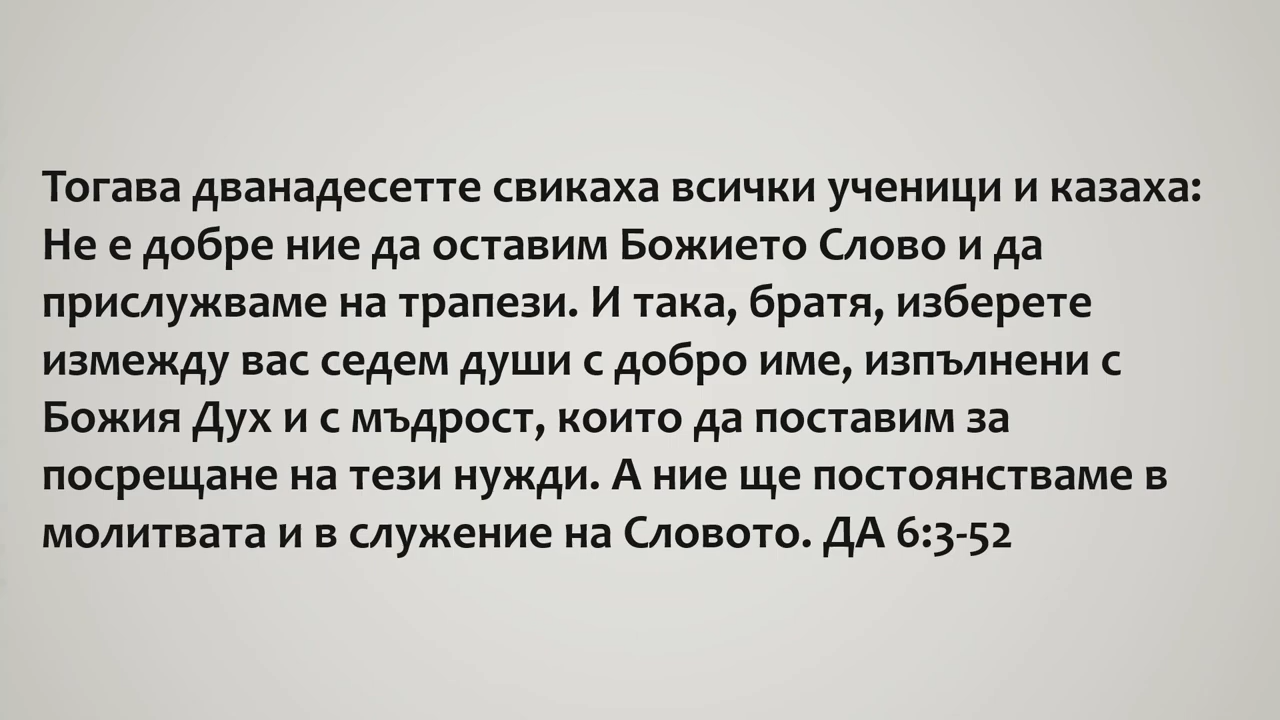 Тогава дванадесетте свикаха всички ученици и казаха:
Не е добре ние да оставим Божието Слово и да
прислужваме на трапези. И така, братя, изберете
измежду вас седем души с добро име, изпълнени с
Божия Дух и с мъдрост, които да поставим за
посрещане на тези нужди. А ние ще постоянстваме в
молитвата и в служение на Словото. ДА 6:3-52